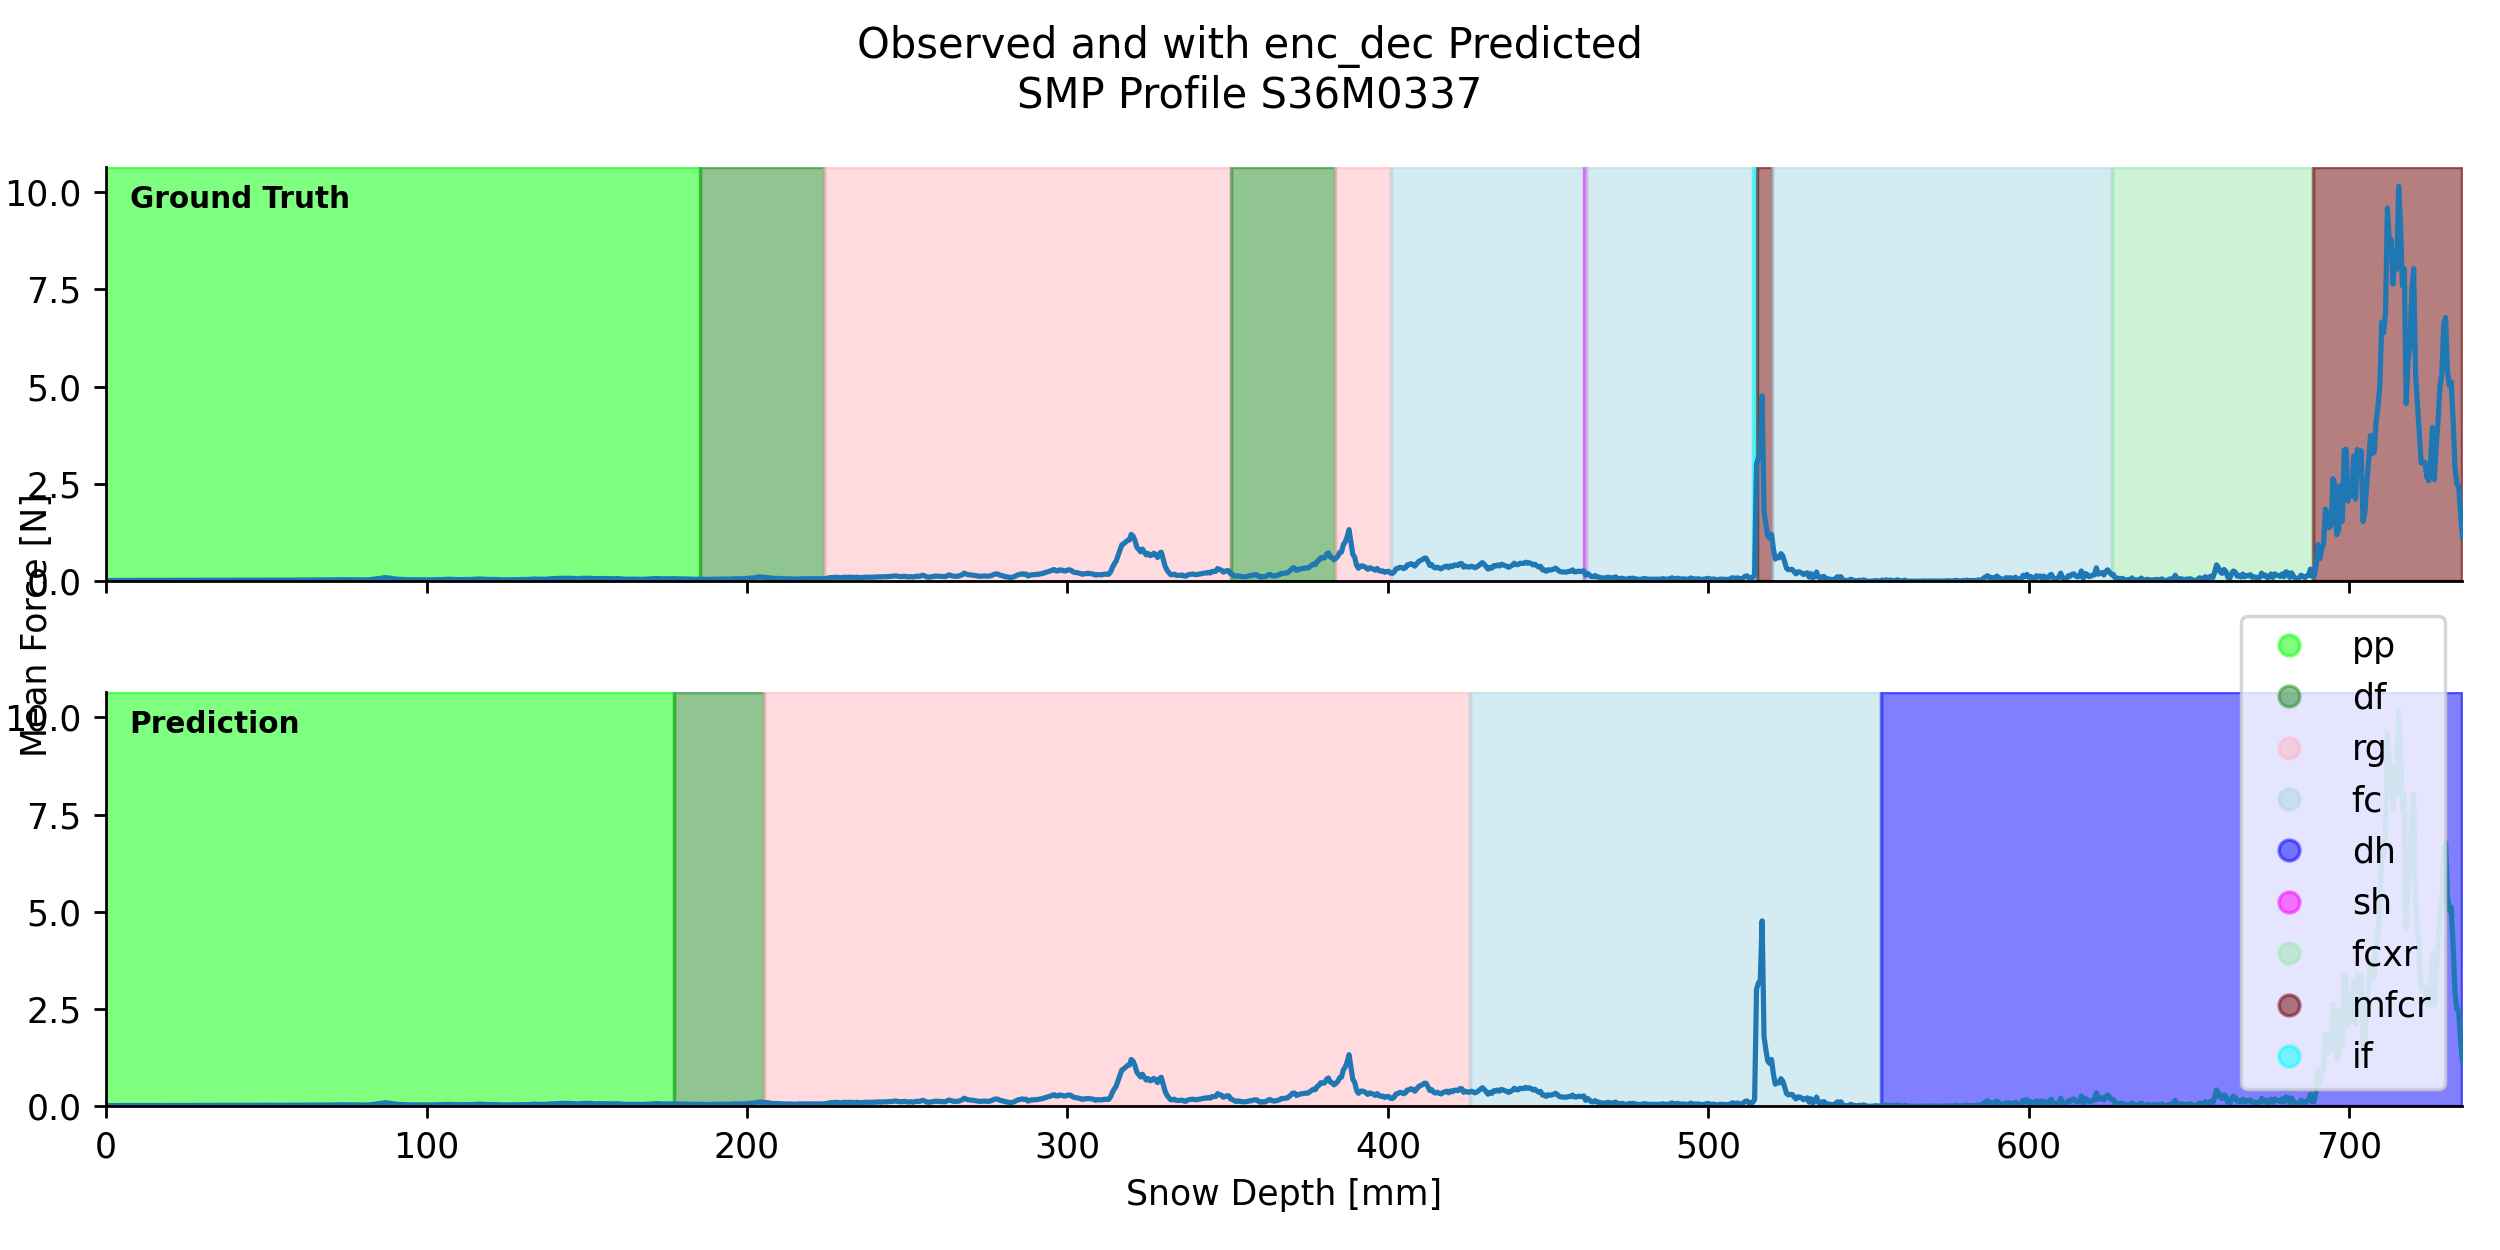 Observed and with enc_dec Predicted
SMP Profile S36M0337
Mean Force [N]
10.0
7.5
5.0
2.5
0.0
Ground Truth
10.0
7.5
5.0
2.5
0.0
Prediction
pp
df
rg
fc
dh
sh
fcxr
mfcr
if
0 100 200 300 400 500 600 700
Snow Depth [mm]